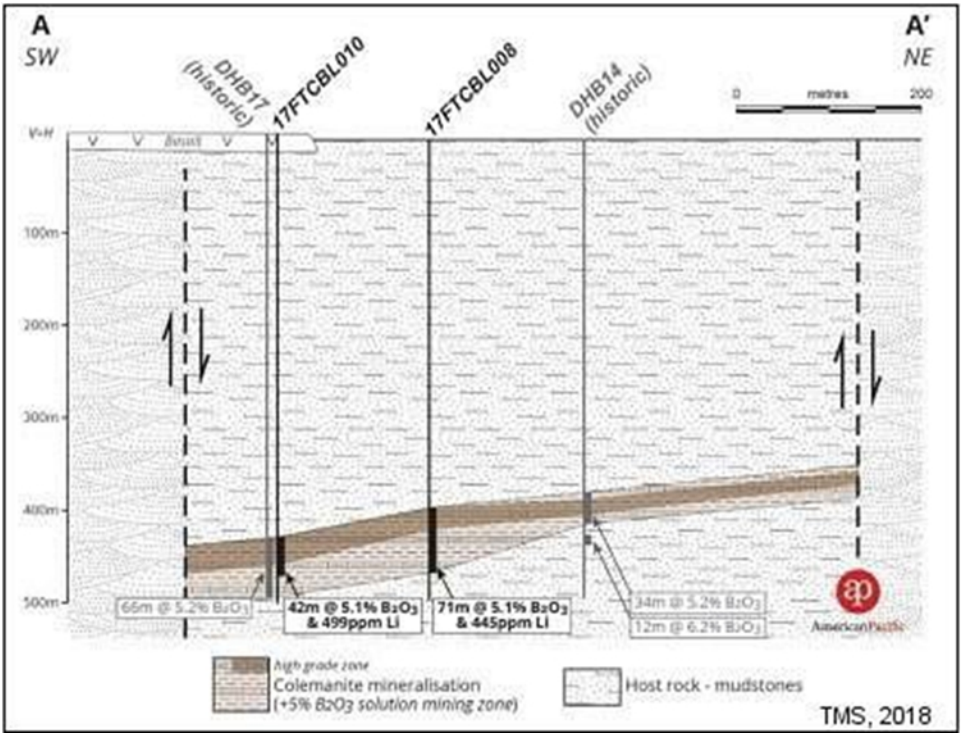 A
SW
A'
NE
DHB17
(historic)
17FTCBL010
17FTCBL008
DHB14
(historic)
0 metres 200
V=H
Basalt
100m
200m
300m
400m
500m
66m @ 5.2% B₂O₃
42m @ 5.1% B₂O₃
& 499ppm Li
71m @ 5.1% B₂O₃
& 445ppm Li
34m @ 5.2% B₂O₃
12m @ 6.2% B₂O₃
ap
AmericanPacific
high grade zone
Colemanite mineralisation
(+5% B₂O₃ solution mining zone)
Host rock - mudstones
TMS, 2018